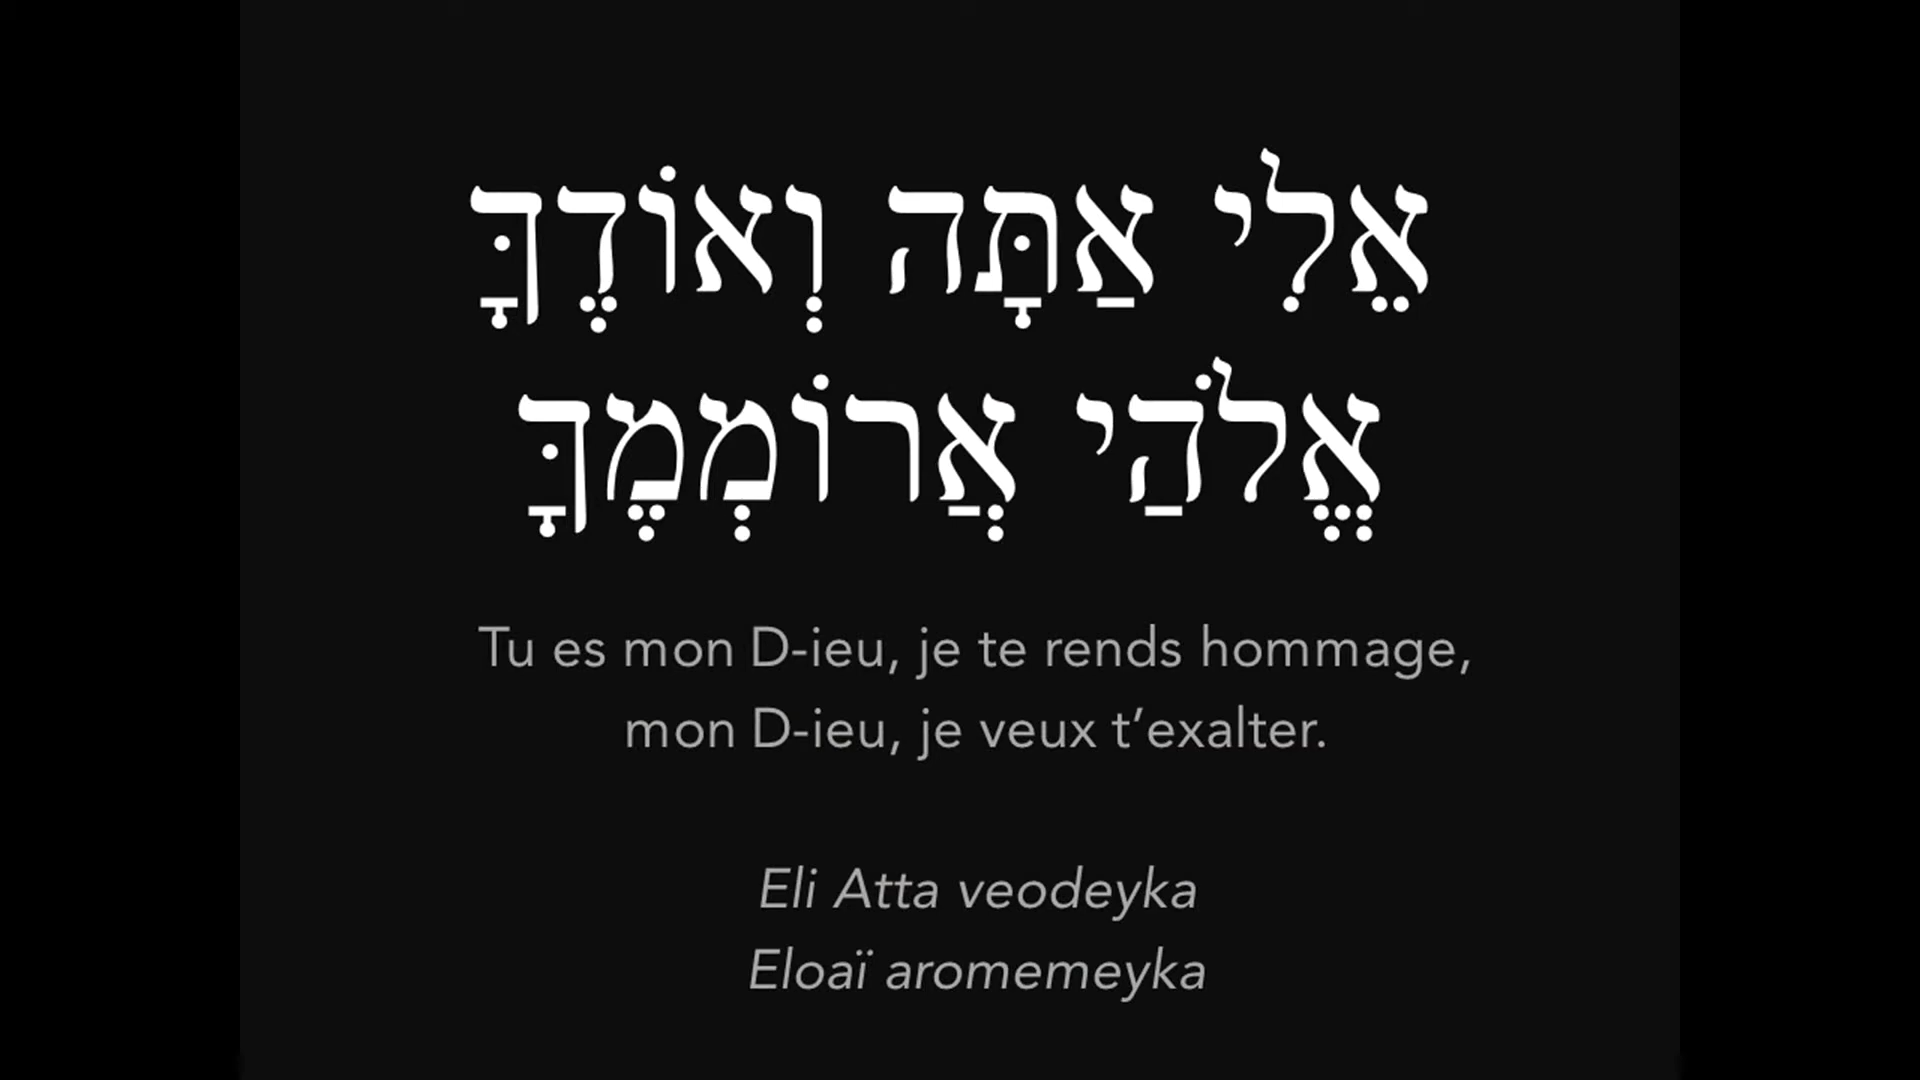 אֵלִי אַתָּה וְאוֹדֶךָּ
אֱלֹהַי אֲרוֹמְמֶךָּ
Tu es mon D-ieu, je te rends hommage,
mon D-ieu, je veux t’exalter.
Eli Atta veodeyka
Eloaï aromemeyka